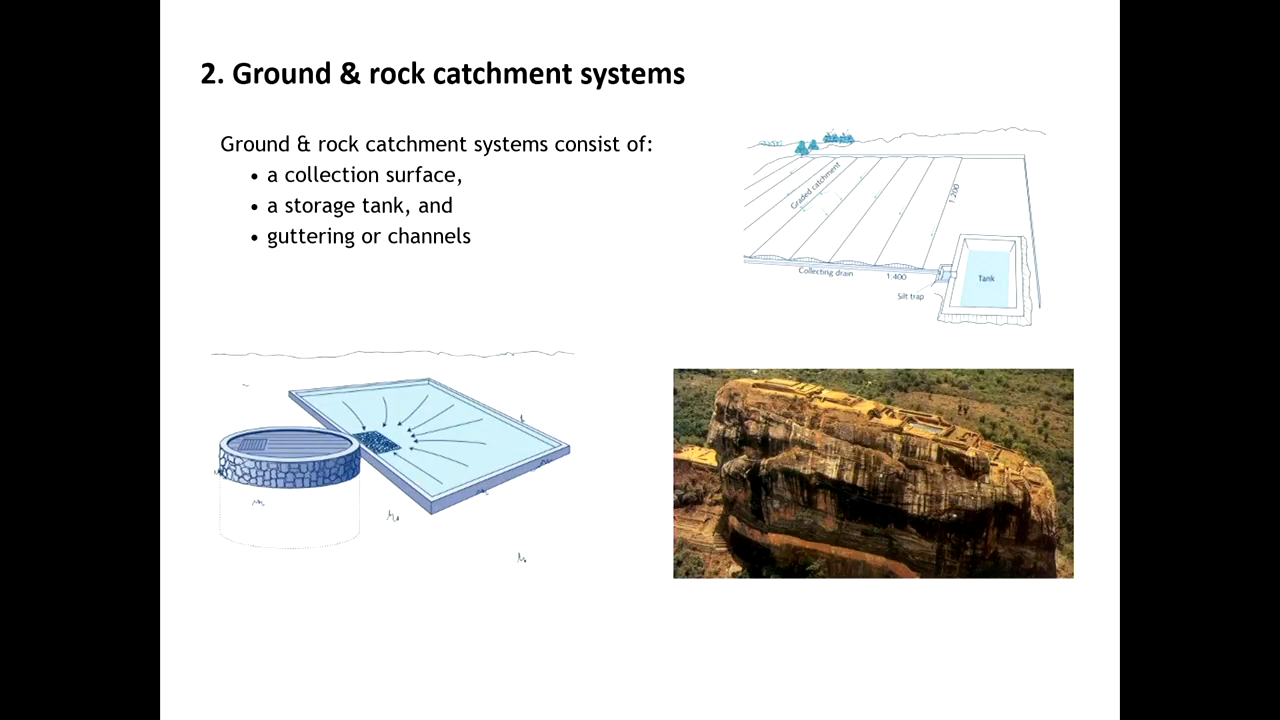 2. Ground & rock catchment systems
Ground & rock catchment systems consist of:
• a collection surface,
• a storage tank, and
• guttering or channels
Graded catchment
1:200
Collecting drain
1:400
Silt trap
Tank